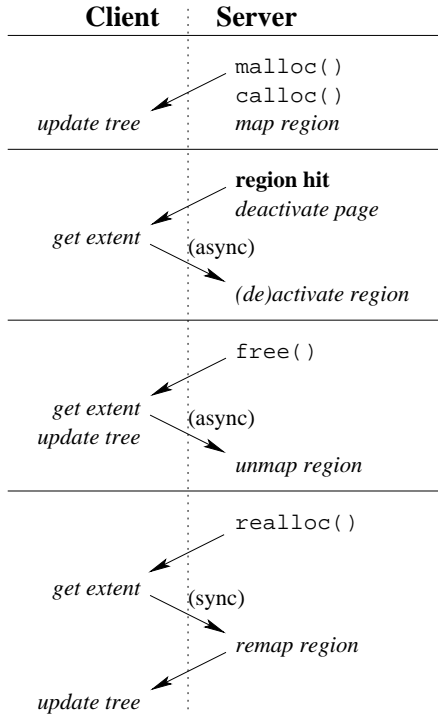 Client Server
malloc()
calloc()
update tree map region
region hit
deactivate page
get extent
(async)
(de)activate region
free()
get extent
update tree (async)
unmap region
realloc()
get extent
(sync)
remap region
update tree